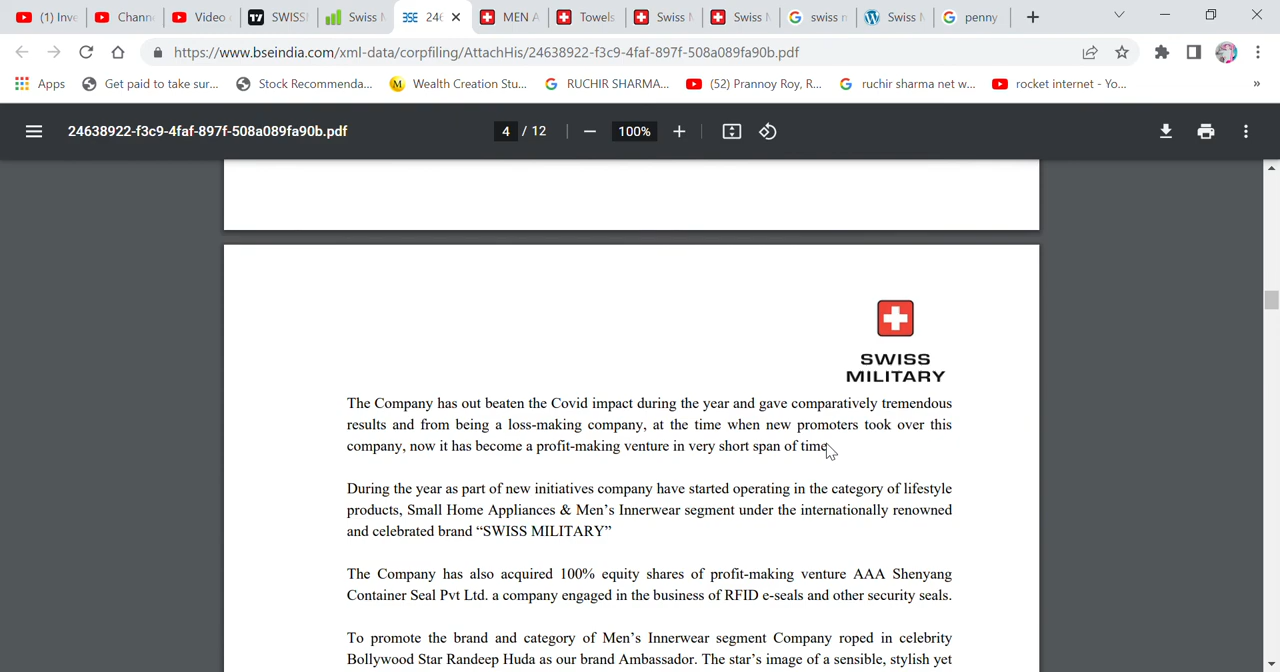 (1) Inve
Chann
Video
SWISS
Swiss M
246
MEN A
Towels
Swiss M
Swiss M
swiss n
Swiss M
penny
https://www.bseindia.com/xml-data/corpfiling/AttachHis/24638922-f3c9-4faf-897f-508a089fa90b.pdf
Apps
Get paid to take sur...
Stock Recommenda...
M
Wealth Creation Stu...
RUCHIR SHARMA...
(52) Prannoy Roy, R...
ruchir sharma net w...
rocket internet - Yo...
»
24638922-f3c9-4faf-897f-508a089fa90b.pdf
4 / 12
100%
SWISS
MILITARY
The Company has out beaten the Covid impact during the year and gave comparatively tremendous
results and from being a loss-making company, at the time when new promoters took over this
company, now it has become a profit-making venture in very short span of time
During the year as part of new initiatives company have started operating in the category of lifestyle
products, Small Home Appliances & Men’s Innerwear segment under the internationally renowned
and celebrated brand “SWISS MILITARY”
The Company has also acquired 100% equity shares of profit-making venture AAA Shenyang
Container Seal Pvt Ltd. a company engaged in the business of RFID e-seals and other security seals.
To promote the brand and category of Men’s Innerwear segment Company roped in celebrity
Bollywood Star Randeep Huda as our brand Ambassador. The star’s image of a sensible, stylish yet